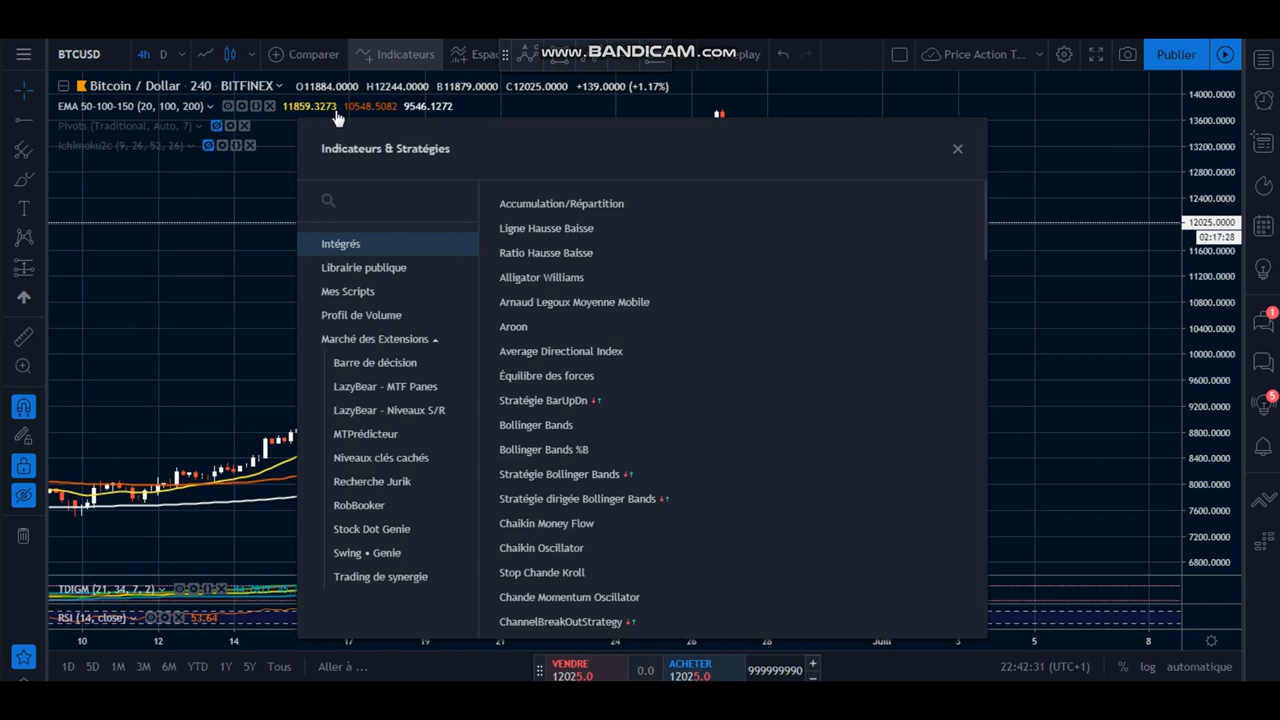 www.BANDICAM.com
BTCUSD
4h D
Comparer
Indicateurs
Espa
play
Price Action T...
Publier
Bitcoin / Dollar · 240 · BITFINEX
O11884.0000 H12244.0000 B11879.0000 C12025.0000 +139.0000 (+1.17%)
EMA 50-100-150 (20, 100, 200)
11859.3273 10548.5082 9546.1272
Pivots (Traditional, Auto, 7)
Ichimoku2c (9, 26, 52, 26)
Indicateurs & Stratégies
Intégrés
Librairie publique
Mes Scripts
Profil de Volume
Marché des Extensions
Barre de décision
LazyBear - MTF Panes
LazyBear - Niveaux S/R
MTPrédicteur
Niveaux clés cachés
Recherche Jurik
RobBooker
Stock Dot Genie
Swing • Genie
Trading de synergie
Accumulation/Répartition
Ligne Hausse Baisse
Ratio Hausse Baisse
Alligator Williams
Arnaud Legoux Moyenne Mobile
Aroon
Average Directional Index
Équilibre des forces
Stratégie BarUpDn
Bollinger Bands
Bollinger Bands %B
Stratégie Bollinger Bands
Stratégie dirigée Bollinger Bands
Chaikin Money Flow
Chaikin Oscillator
Stop Chande Kroll
Chande Momentum Oscillator
ChannelBreakOutStrategy
14000.0000
13600.0000
13200.0000
12800.0000
12400.0000
12025.0000
02:17:28
11600.0000
11200.0000
10800.0000
10400.0000
10000.0000
9600.0000
9200.0000
8800.0000
8400.0000
8000.0000
7600.0000
7200.0000
6800.0000
1
5
TDIGM (21, 34, 7, 2)
RSI (14, close)
53.64
10 12 14 17 19 21 24 26 28 Juill 3 5 8
1D 5D 1M 3M 6M YTD 1Y 5Y Tous
Aller à ...
VENDRE
12025.0
0.0
ACHETER
12025.0
999999990
22:42:31 (UTC+1)
% log automatique